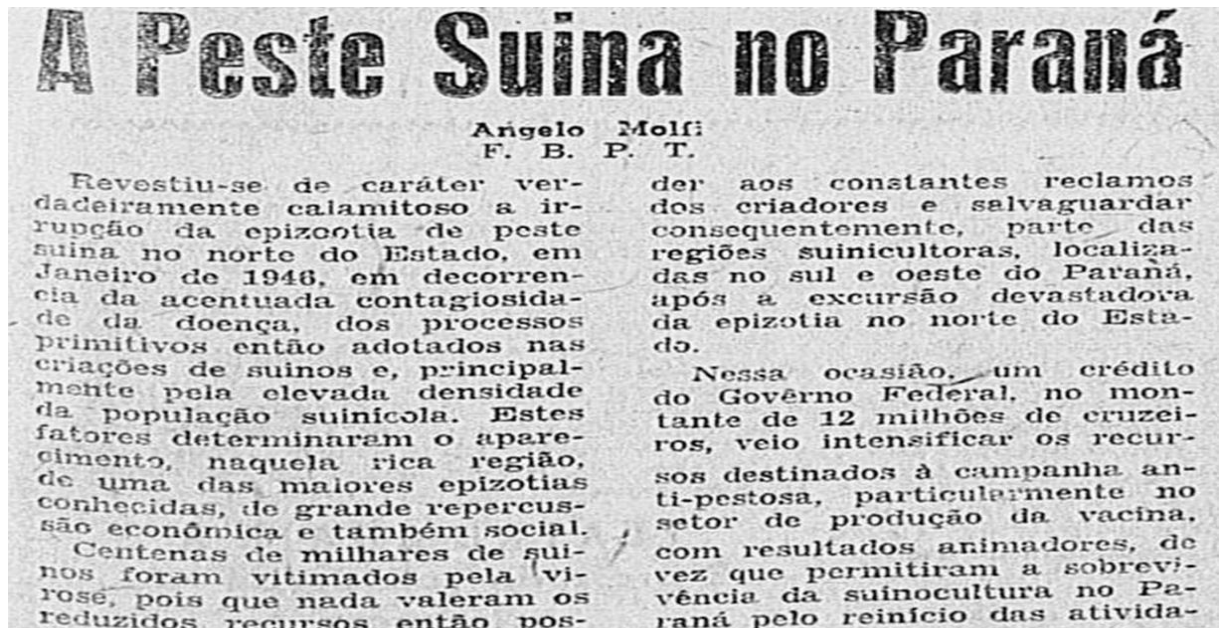 A Peste Suina no Paraná
Angelo Molfi
F. B. P. T.
Revestiu-se de caráter ver-
dadeiramente calamitoso a ir-
rupção da epizootia de peste
suina no norte do Estado, em
Janeiro de 1946, em decorren-
cia da acentuada contagiosida-
de da doença, dos processos
primitivos então adotados nas
criações de suinos e, principal-
mente pela elevada densidade
da população suinícola. Estes
fatores determinaram o apare-
cimento, naquela rica região,
de uma das maiores epizotias
conhecidas, de grande repercus-
são econômica e também social.
Centenas de milhares de sui-
nos foram vitimados pela vi-
rose, pois que nada valeram os
reduzidos recursos então pos-
der aos constantes reclamos
dos criadores e salvaguardar
consequentemente, parte das
regiões suinicultoras, localiza-
das no sul e oeste do Paraná,
após a excursão devastadora
da epizotia no norte do Esta-
do.
Nessa ocasião, um crédito
do Govêrno Federal, no mon-
tante de 12 milhões de cruzei-
ros, veio intensificar os recur-
sos destinados à campanha an-
ti-pestosa, particularmente no
setor de produção da vacina,
com resultados animadores, de
vez que permitiram a sobrevi-
vência da suinocultura no Pa-
raná pelo reinício das ativida-